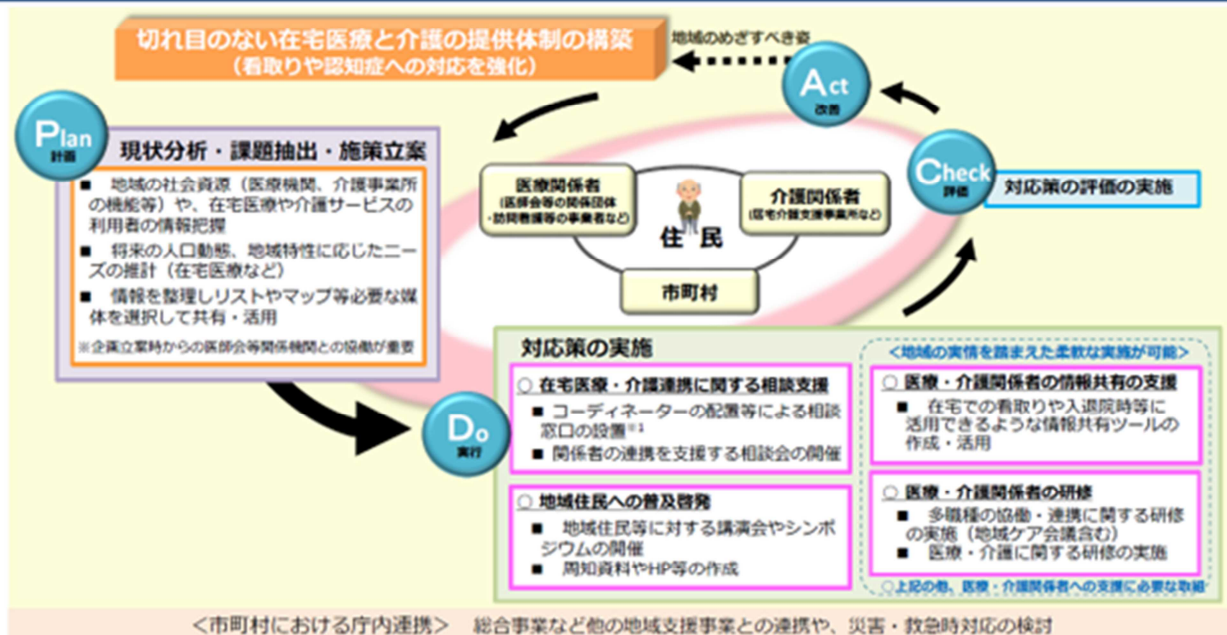 切れ目のない在宅医療と介護の提供体制の構築
（看取りや認知症への対応を強化）
地域のめざすべき姿
Act
改善
Plan
計画
現状分析・課題抽出・施策立案
■ 地域の社会資源（医療機関、介護事業所
の機能等）や、在宅医療や介護サービスの
利用者の情報把握
■ 将来の人口動態、地域特性に応じたニー
ズの推計（在宅医療など）
■ 情報を整理しリストやマップ等必要な媒
体を選択して共有・活用
※企画立案時からの医師会等関係機関との協働が重要
医療関係者
（医師会等の関係団体
・訪問看護等の事業者など）
介護関係者
（居宅介護支援事業所など）
住民
市町村
Check
評価
対応策の評価の実施
Do
実行
対応策の実施
○ 在宅医療・介護連携に関する相談支援
■ コーディネーターの配置等による相談
窓口の設置※1
■ 関係者の連携を支援する相談会の開催
○ 地域住民への普及啓発
■ 地域住民等に対する講演会やシンポ
ジウムの開催
■ 周知資料やHP等の作成
＜地域の実情を踏まえた柔軟な実施が可能＞
○ 医療・介護関係者の情報共有の支援
■ 在宅での看取りや入退院時等に
活用できるような情報共有ツールの
作成・活用
○ 医療・介護関係者の研修
■ 多職種の協働・連携に関する研修
の実施（地域ケア会議含む）
■ 医療・介護に関する研修の実施
○上記の他、医療・介護関係者への支援に必要な取組
＜市町村における庁内連携＞ 総合事業など他の地域支援事業との連携や、災害・救急時対応の検討